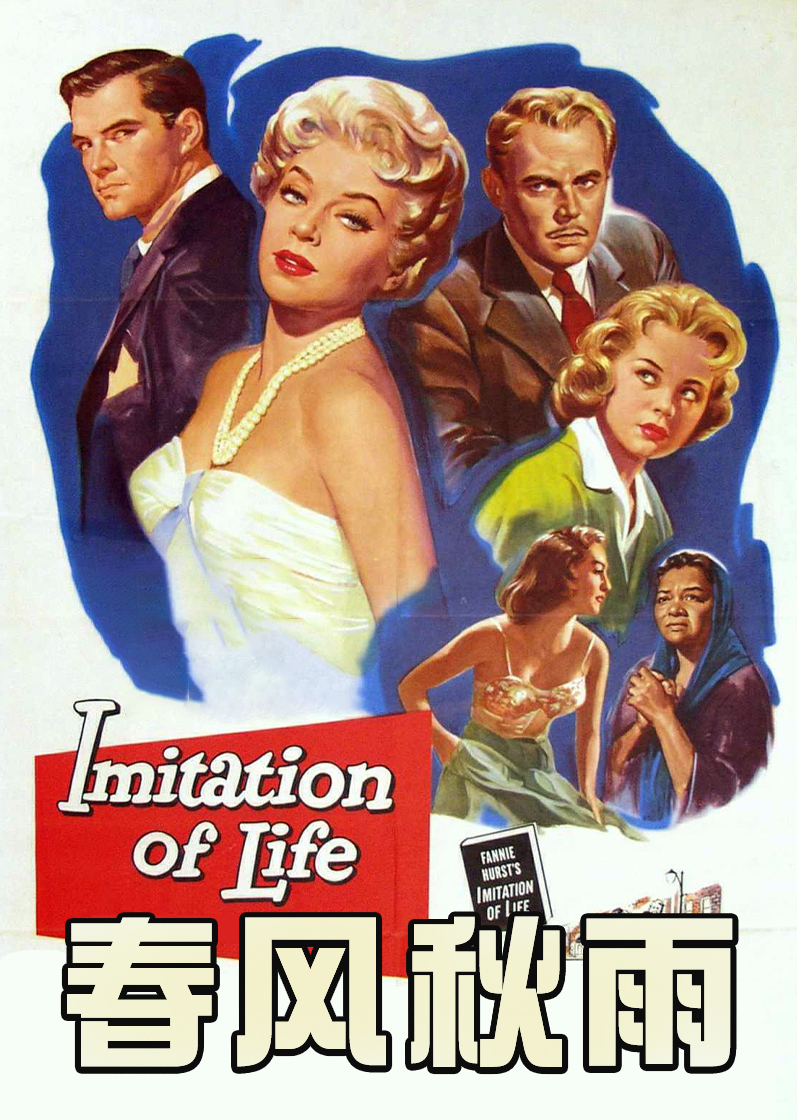 Imitation
of Life
FANNIE
HURST'S
IMITATION
OF LIFE
春风秋雨